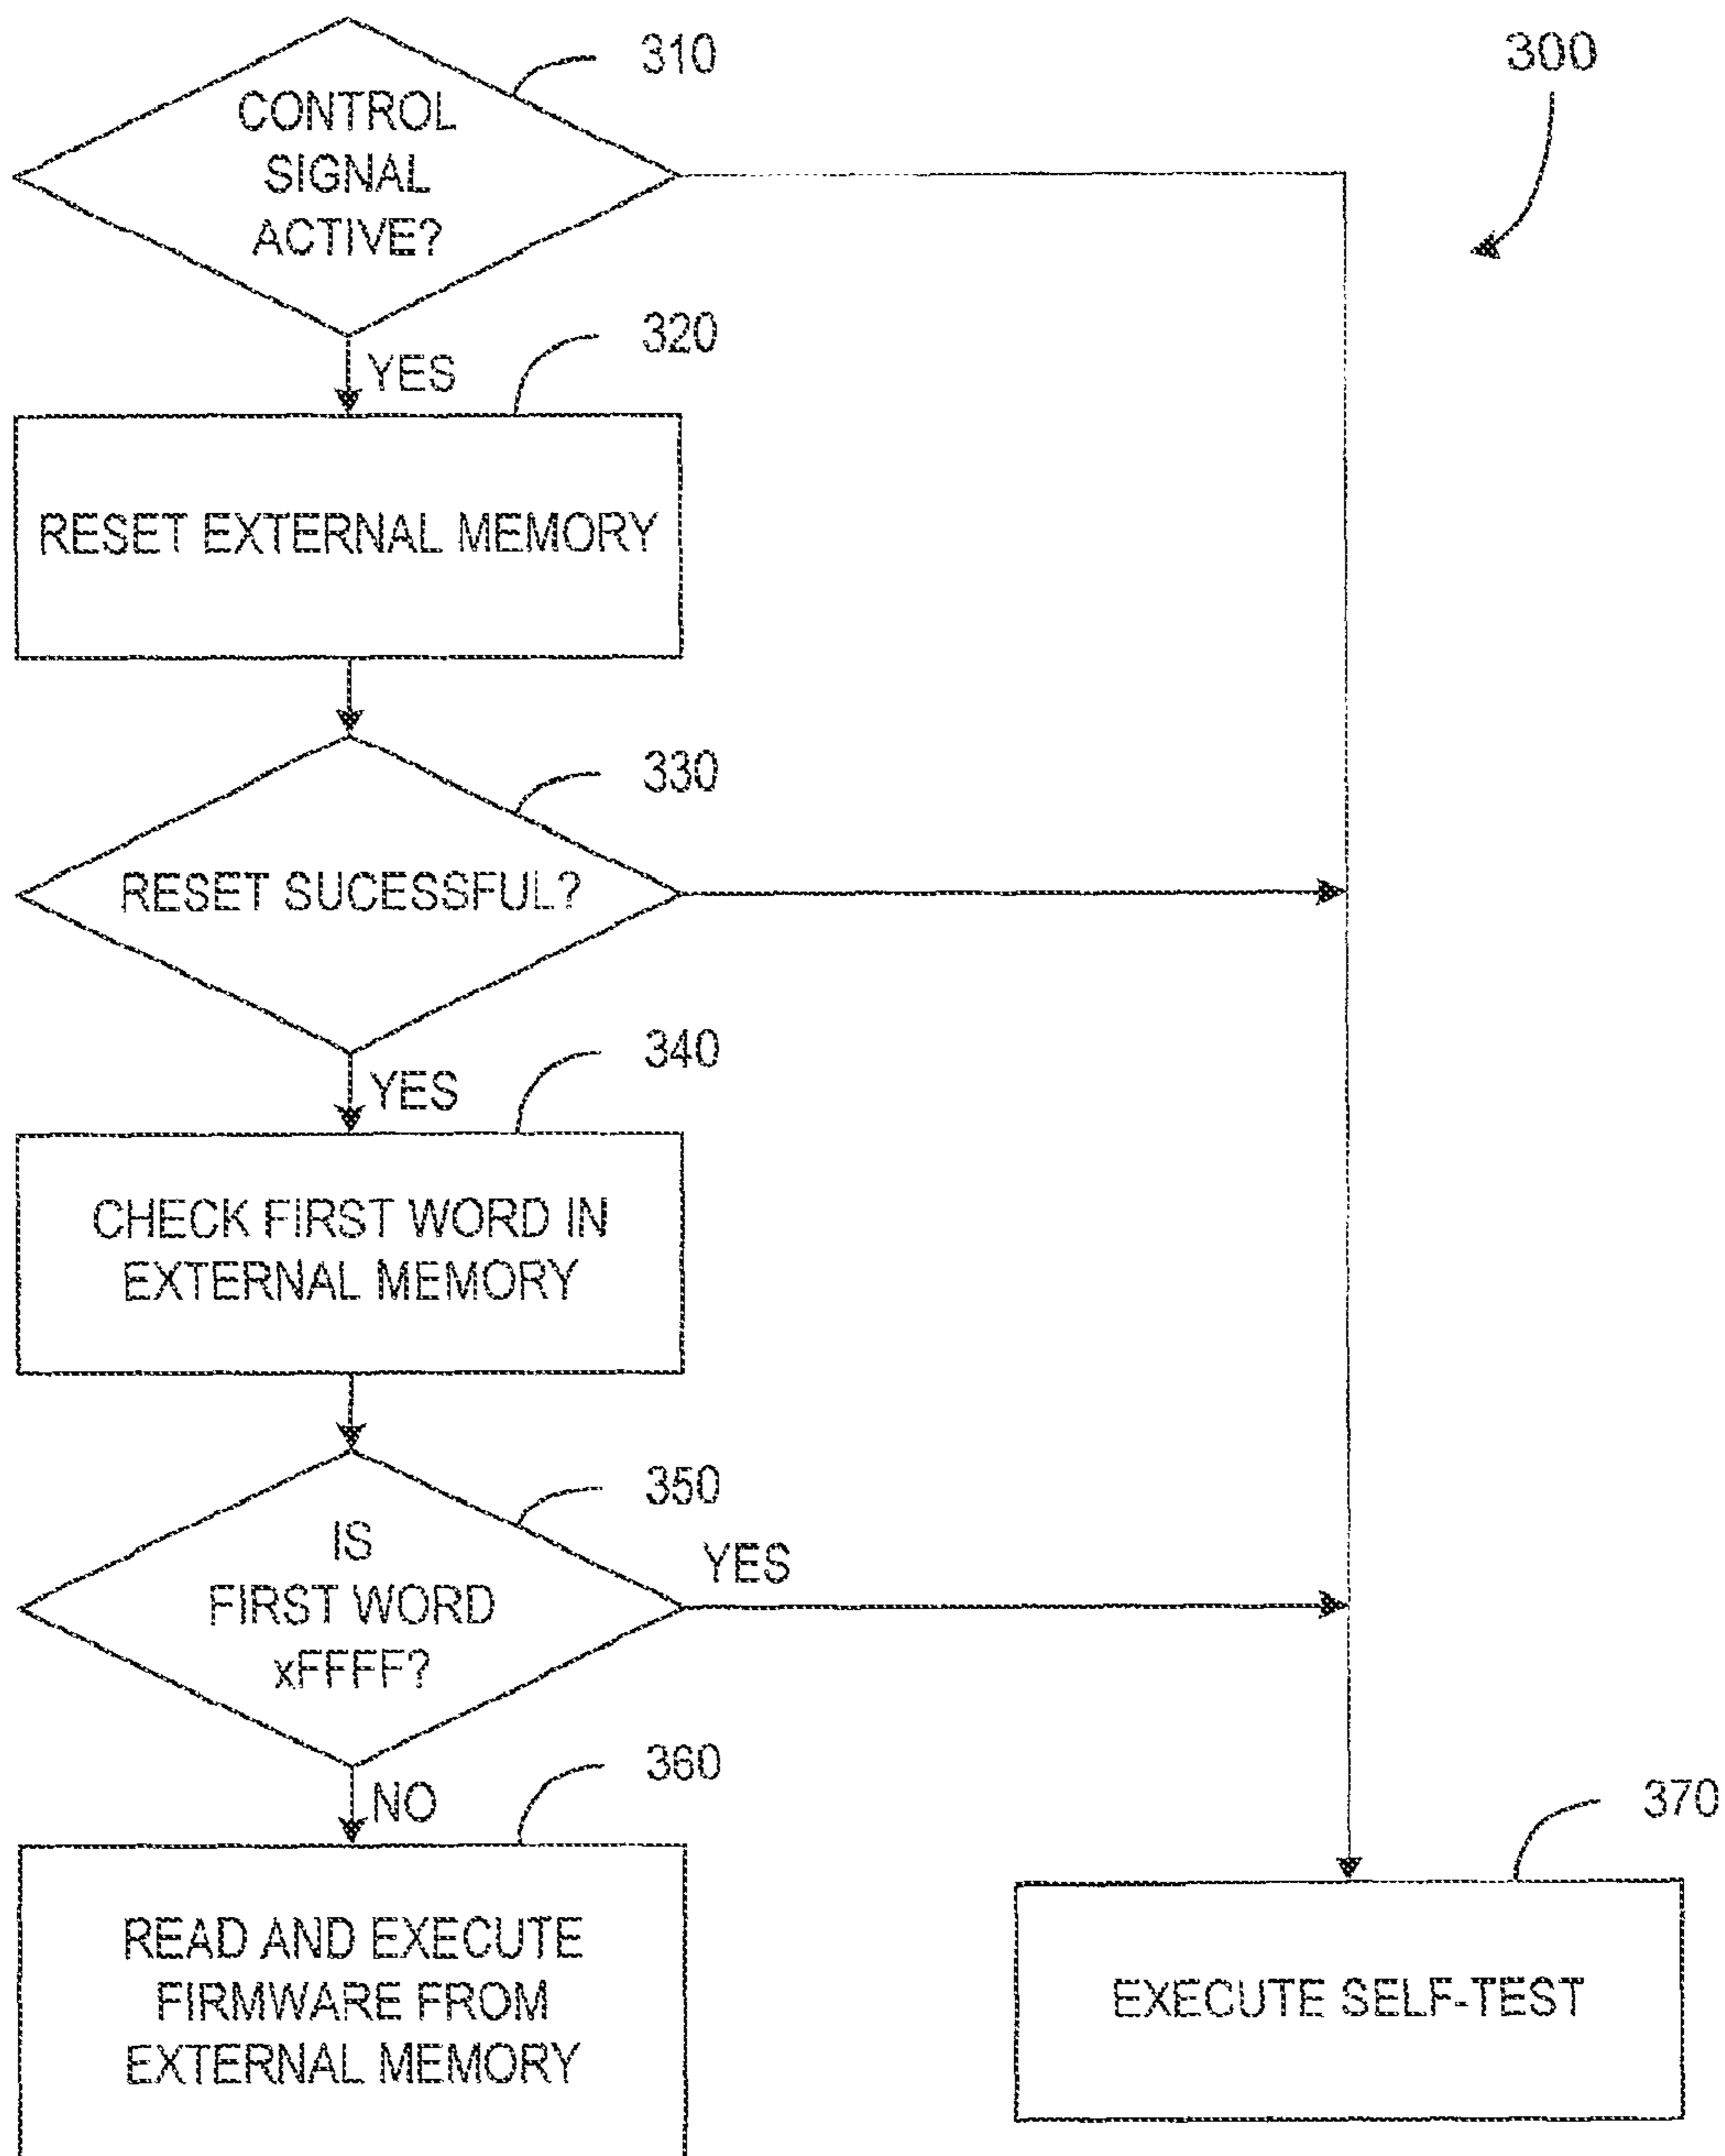 310
300
CONTROL
SIGNAL
ACTIVE?
YES
320
RESET EXTERNAL MEMORY
330
RESET SUCESSFUL?
YES
340
CHECK FIRST WORD IN
EXTERNAL MEMORY
350
IS
FIRST WORD
xFFFF?
YES
NO
360
370
READ AND EXECUTE
FIRMWARE FROM
EXTERNAL MEMORY
EXECUTE SELF-TEST